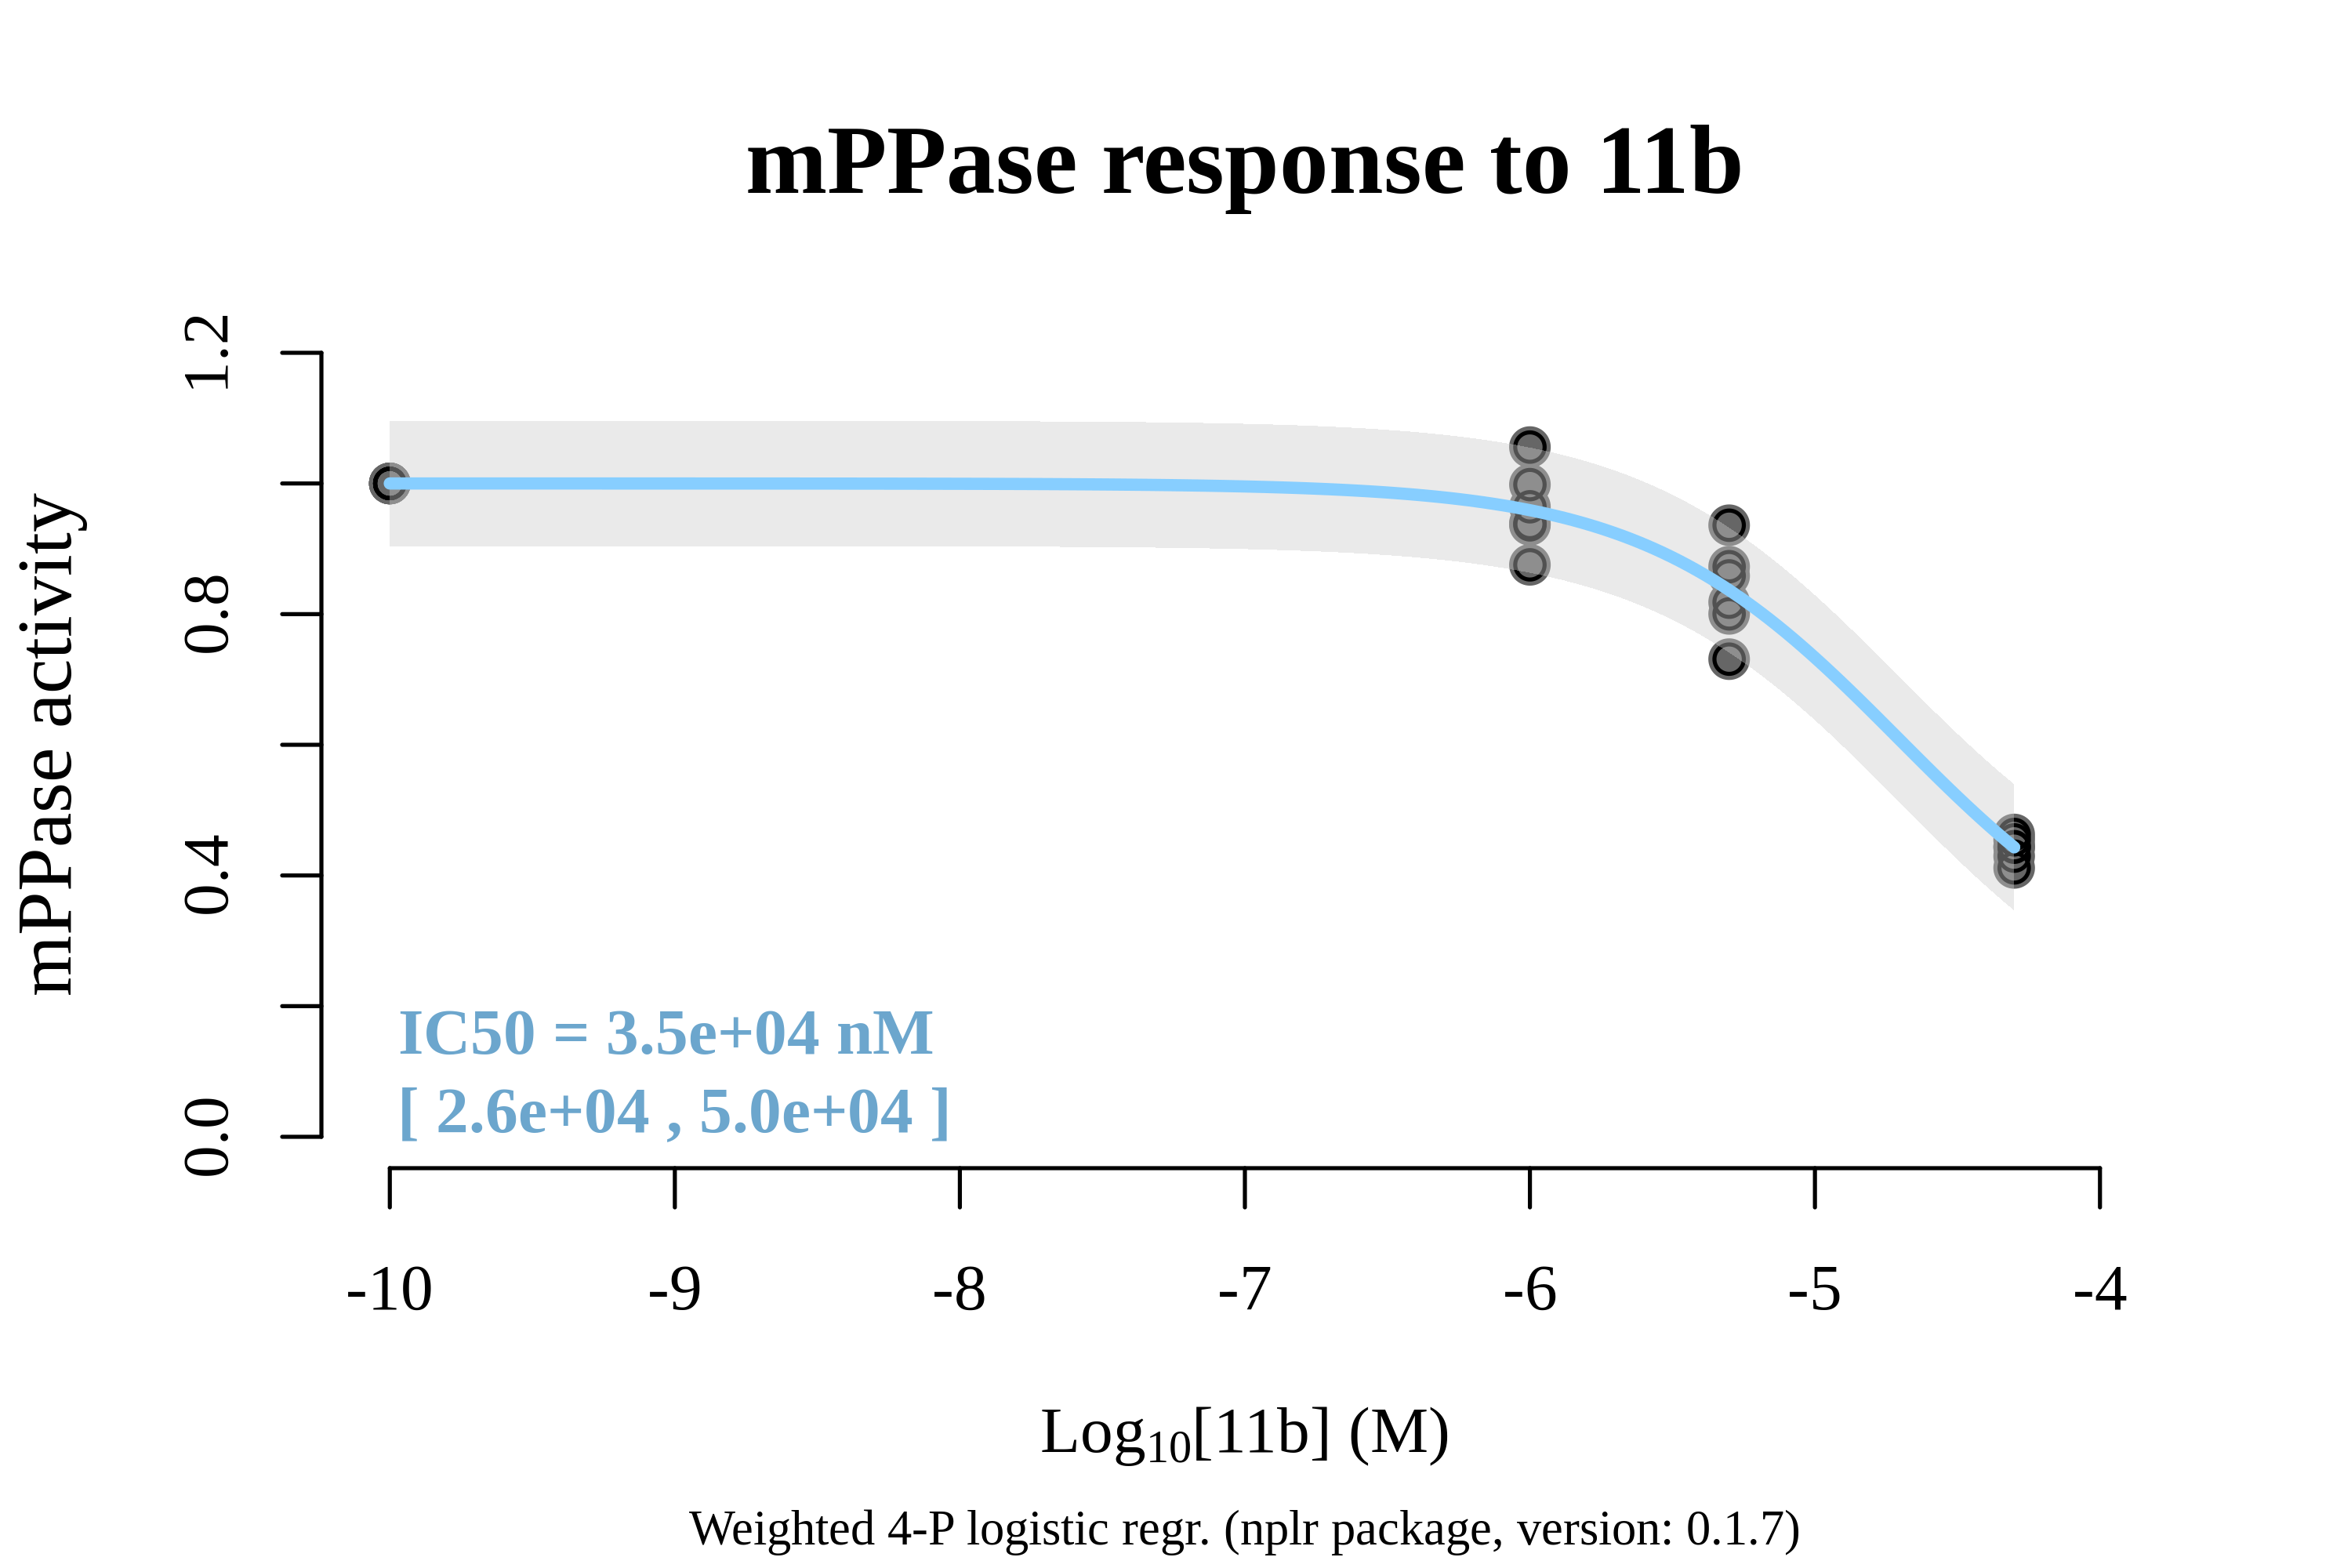 mPPase response to 11b
mPPase activity
1.2
0.8
0.4
0.0
IC50 = 3.5e+04 nM
[ 2.6e+04 , 5.0e+04 ]
-10 -9 -8 -7 -6 -5 -4
Log10[11b] (M)
Weighted 4-P logistic regr. (nplr package, version: 0.1.7)